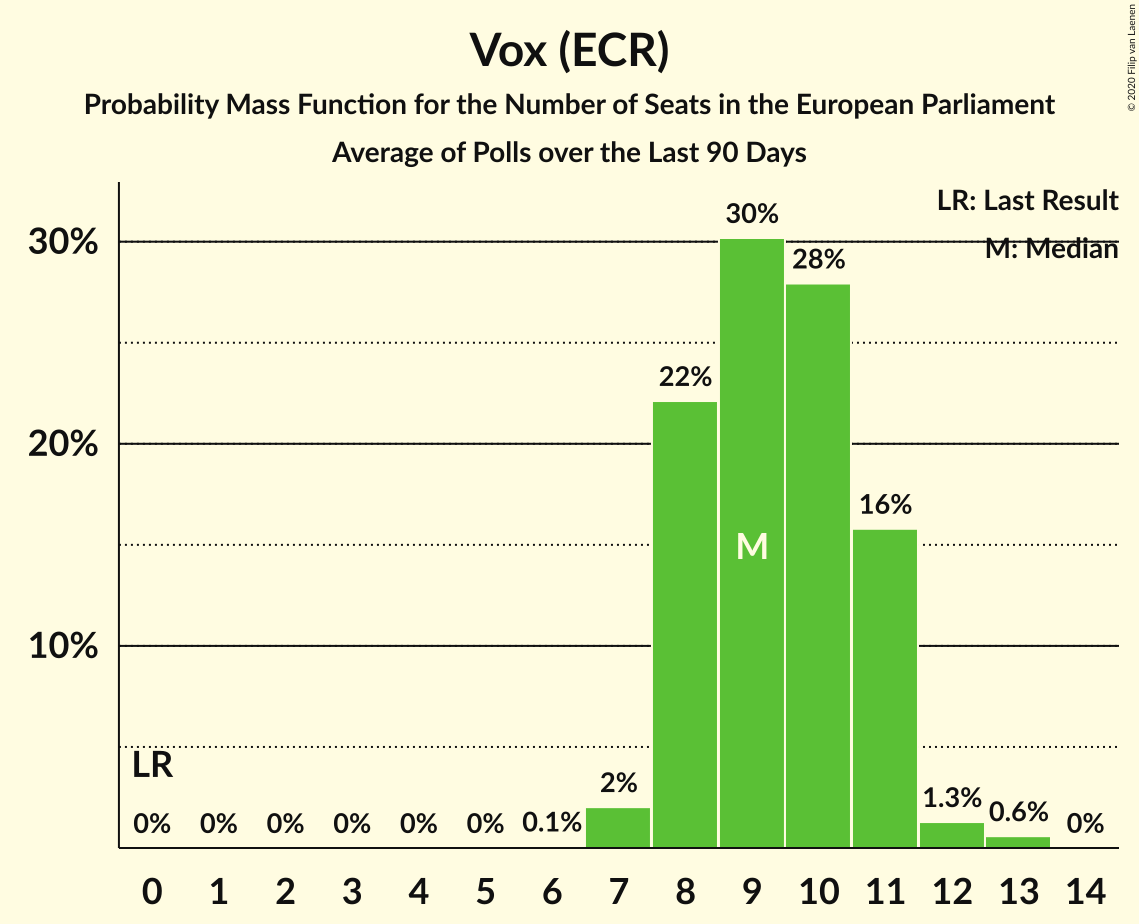 Vox (ECR)
Probability Mass Function for the Number of Seats in the European Parliament
Average of Polls over the Last 90 Days
© 2020 Filip van Laenen
LR: Last Result
M: Median
30%
20%
10%
30%
28%
22%
16%
M
LR
0%
0%
0%
0%
0%
0%
0.1%
2%
1.3%
0.6%
0%
0 1 2 3 4 5 6 7 8 9 10 11 12 13 14